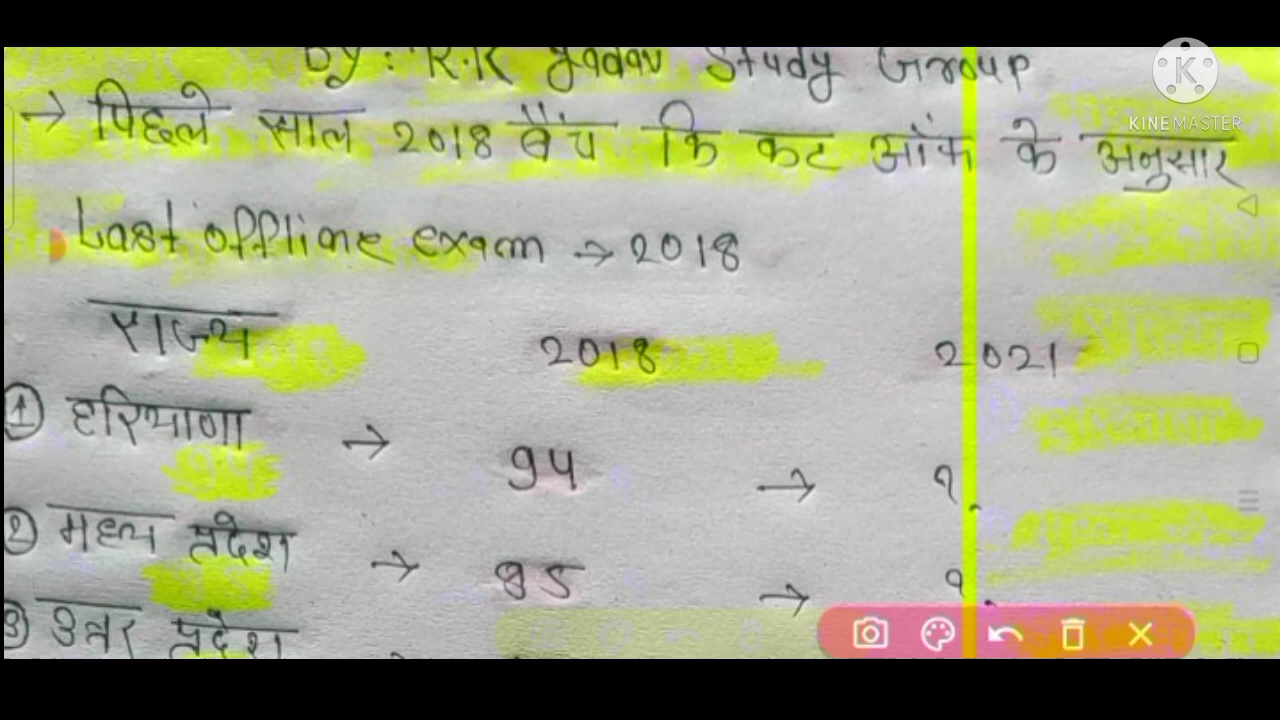 By: R.K Yadav Study Group
KINEMASTER
→ पिछले साल 2018 बैंच कि कट ऑफ के अनुसार
Last offline exam → 2018
राज्य 2018 2021
① हरियाणा → 94 → ?
② मध्य प्रदेश → 85 → ?
③ उत्तर प्रदेश